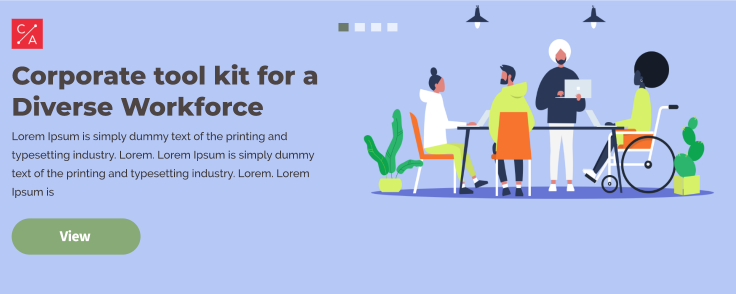 C
A
Corporate tool kit for a
Diverse Workforce
Lorem Ipsum is simply dummy text of the printing and
typesetting industry. Lorem. Lorem Ipsum is simply dummy
text of the printing and typesetting industry. Lorem. Lorem
Ipsum is
View